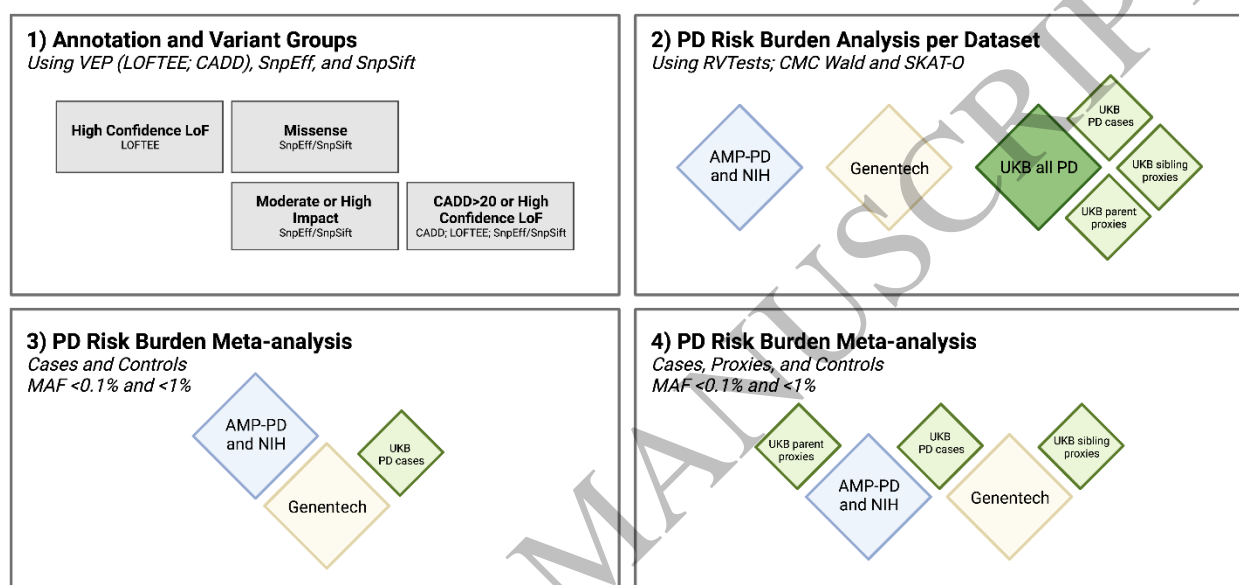 1) Annotation and Variant Groups
Using VEP (LOFTEE; CADD), SnpEff, and SnpSift
High Confidence LoF
LOFTEE
Missense
SnpEff/SnpSift
Moderate or High
Impact
SnpEff/SnpSift
CADD>20 or High
Confidence LoF
CADD; LOFTEE; SnpEff/SnpSift
2) PD Risk Burden Analysis per Dataset
Using RVTests; CMC Wald and SKAT-O
AMP-PD
and NIH
Genentech
UKB all PD
UKB
PD cases
UKB sibling
proxies
UKB parent
proxies
3) PD Risk Burden Meta-analysis
Cases and Controls
MAF <0.1% and <1%
AMP-PD
and NIH
Genentech
UKB
PD cases
4) PD Risk Burden Meta-analysis
Cases, Proxies, and Controls
MAF <0.1% and <1%
UKB parent
proxies
AMP-PD
and NIH
UKB
PD cases
Genentech
UKB sibling
proxies
MANUSCRIPT